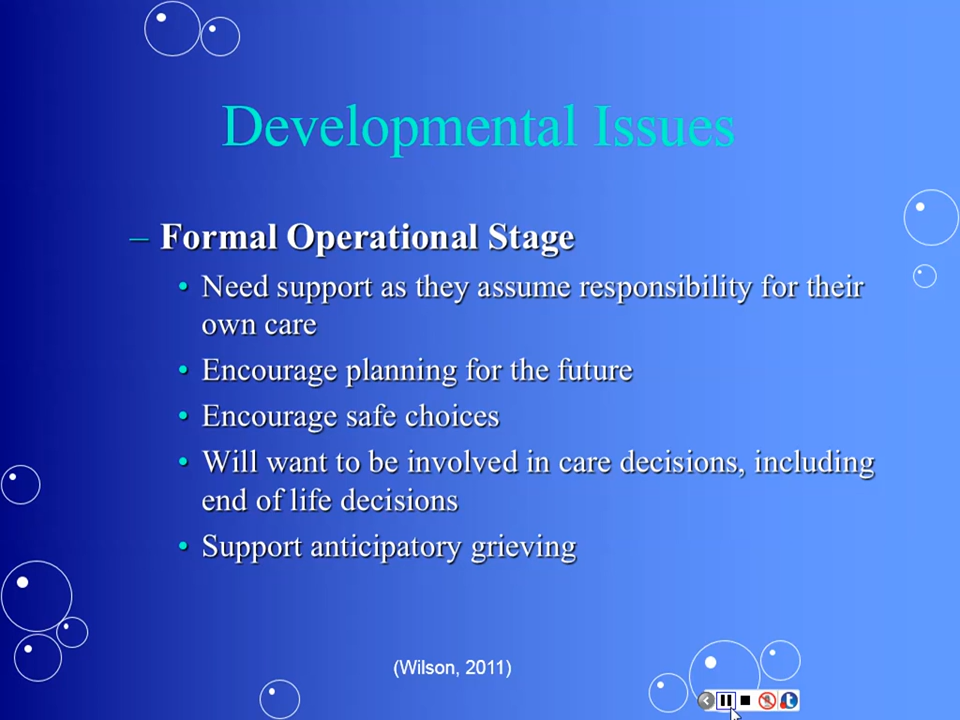 Developmental Issues
– Formal Operational Stage
• Need support as they assume responsibility for their
own care
• Encourage planning for the future
• Encourage safe choices
• Will want to be involved in care decisions, including
end of life decisions
• Support anticipatory grieving
(Wilson, 2011)